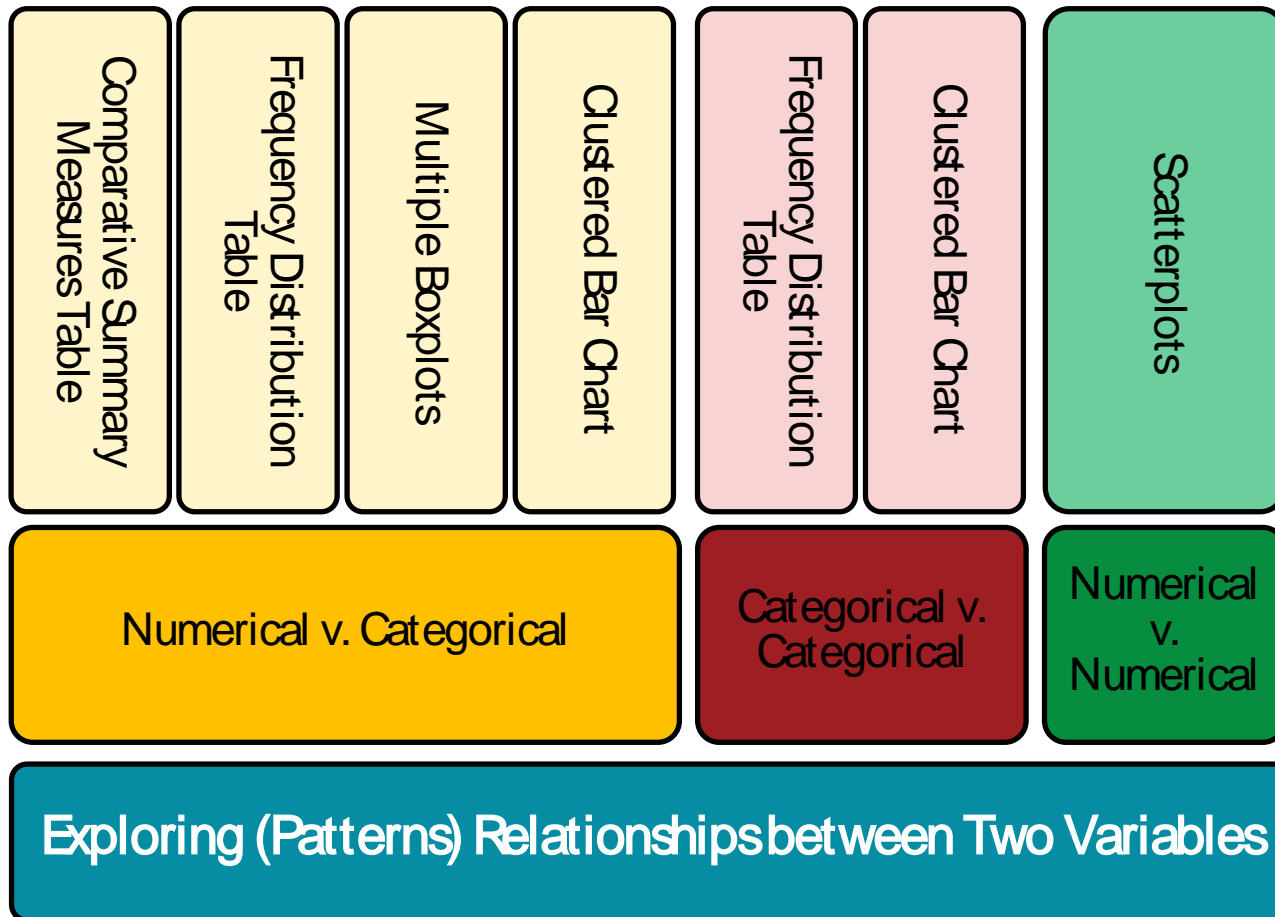 Comparative Summary
Measures Table
Frequency Distribution
Table
Multiple Boxplots
Clustered Bar Chart
Frequency Distribution
Table
Clustered Bar Chart
Scatterplots
Numerical v. Categorical
Categorical v.
Categorical
Numerical
v.
Numerical
Exploring (Patterns) Relationships between Two Variables